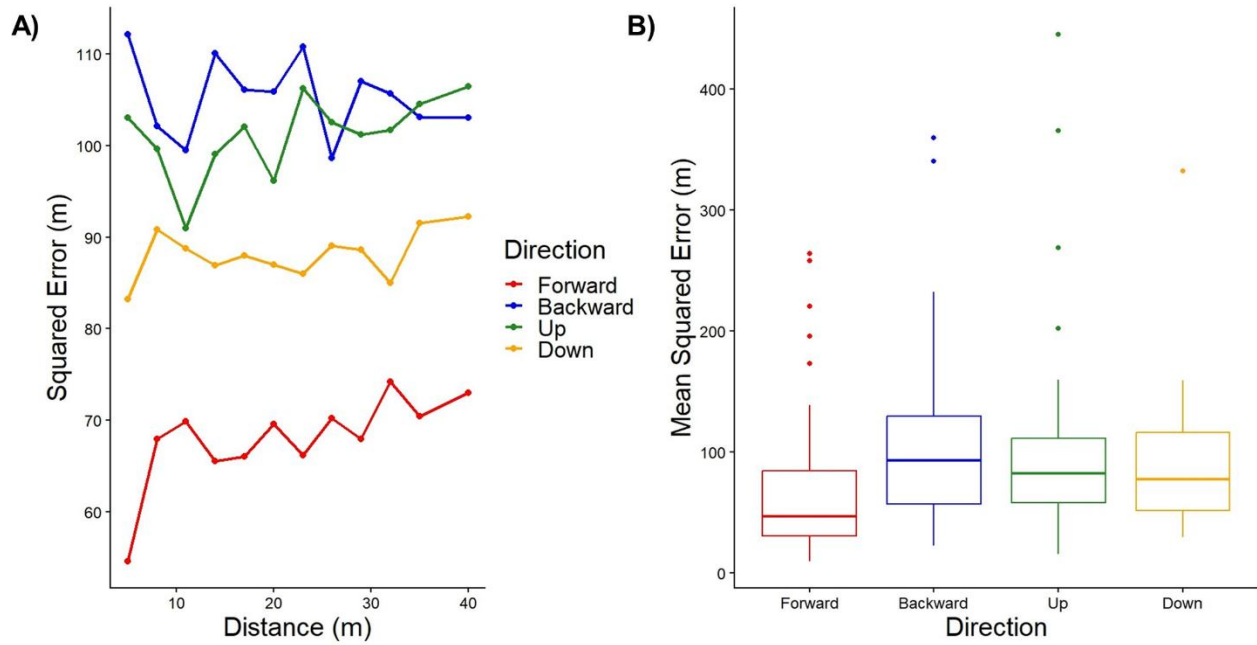 A)
Squared Error (m)
110
100
90
80
70
60
10
20
30
40
Distance (m)
Direction
Forward
Backward
Up
Down
B)
Mean Squared Error (m)
400
300
200
100
0
Forward
Backward
Up
Down
Direction